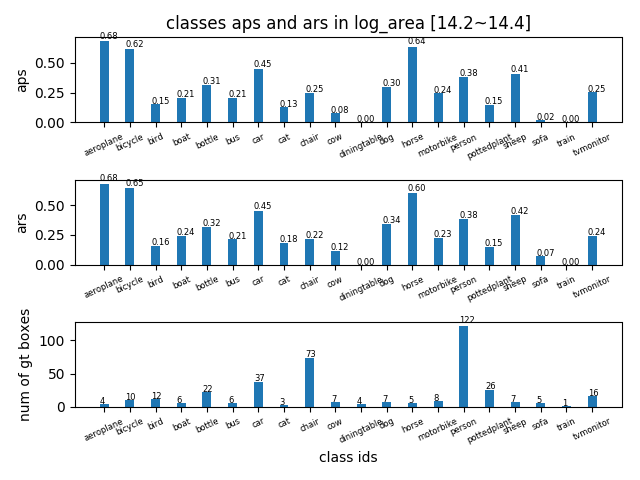 classes aps and ars in log_area [14.2~14.4]
aps
0.50
0.25
0.00
0.68 0.62 0.15 0.21 0.31 0.21 0.45 0.13 0.25 0.08 0.00 0.30 0.64 0.24 0.38 0.15 0.41 0.02 0.00 0.25
aeroplane bicycle bird boat bottle bus car cat chair cow diningtable dog horse motorbike person pottedplant sheep sofa train tvmonitor
ars
0.50
0.25
0.00
0.68 0.65 0.16 0.24 0.32 0.21 0.45 0.18 0.22 0.12 0.00 0.34 0.60 0.23 0.38 0.15 0.42 0.07 0.00 0.24
aeroplane bicycle bird boat bottle bus car cat chair cow diningtable dog horse motorbike person pottedplant sheep sofa train tvmonitor
num of gt boxes
100
50
0
4 10 12 6 22 6 37 3 73 7 4 7 5 8 122 26 7 5 1 16
aeroplane bicycle bird boat bottle bus car cat chair cow diningtable dog horse motorbike person pottedplant sheep sofa train tvmonitor
class ids